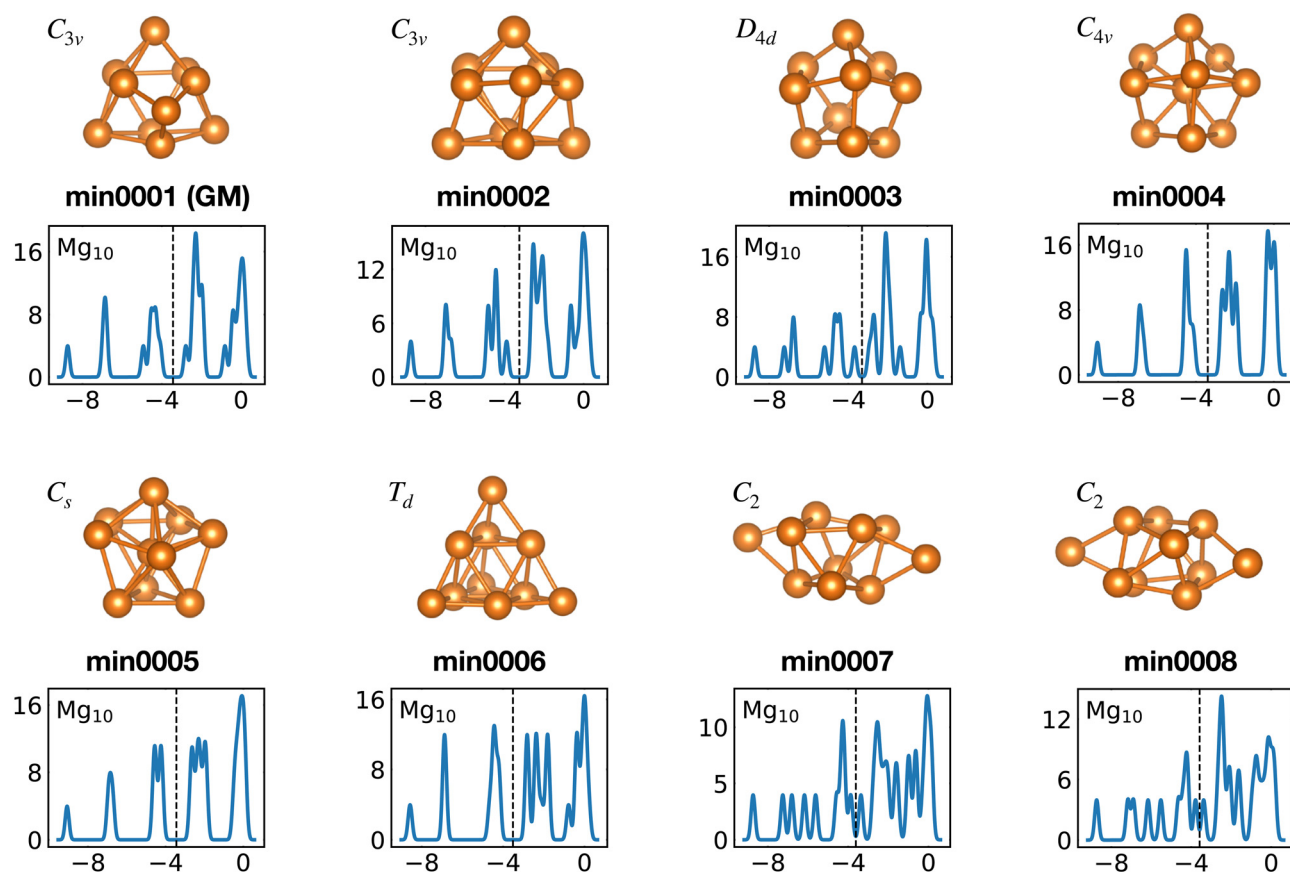 C3v C3v D4d C4v
min0001 (GM) min0002 min0003 min0004
Mg10 Mg10 Mg10 Mg10
16 8 0 12 6 0 16 8 0 16 8 0
−8 −4 0 −8 −4 0 −8 −4 0 −8 −4 0
Cs Td C2 C2
min0005 min0006 min0007 min0008
Mg10 Mg10 Mg10 Mg10
16 8 0 16 8 0 10 5 0 12 6 0
−8 −4 0 −8 −4 0 −8 −4 0 −8 −4 0